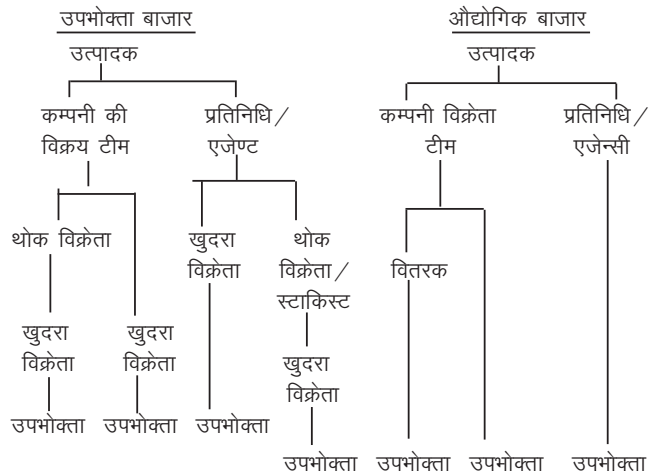 उपभोक्ता बाजार
उत्पादक
कम्पनी की
विक्रय टीम
प्रतिनिधि/
एजेण्ट
थोक विक्रेता
खुदरा
विक्रेता
उपभोक्ता
खुदरा
विक्रेता
उपभोक्ता
खुदरा
विक्रेता
उपभोक्ता
थोक
विक्रेता/
स्टाकिस्ट
खुदरा
विक्रेता
उपभोक्ता
औद्योगिक बाजार
उत्पादक
कम्पनी विक्रेता
टीम
प्रतिनिधि/
एजेन्सी
वितरक
उपभोक्ता
उपभोक्ता
उपभोक्ता